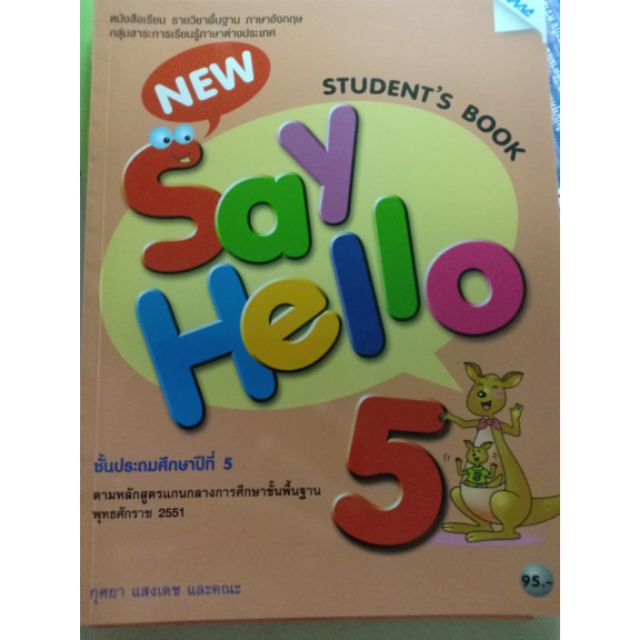 หนังสือเรียน รายวิชาพื้นฐาน ภาษาอังกฤษ
กลุ่มสาระการเรียนรู้ภาษาต่างประเทศ
NEW
STUDENT'S BOOK
Say
Hello
5
ชั้นประถมศึกษาปีที่ 5
ตามหลักสูตรแกนกลางการศึกษาขั้นพื้นฐาน
พุทธศักราช 2551
กุศยา แสงเดช และคณะ
95.-